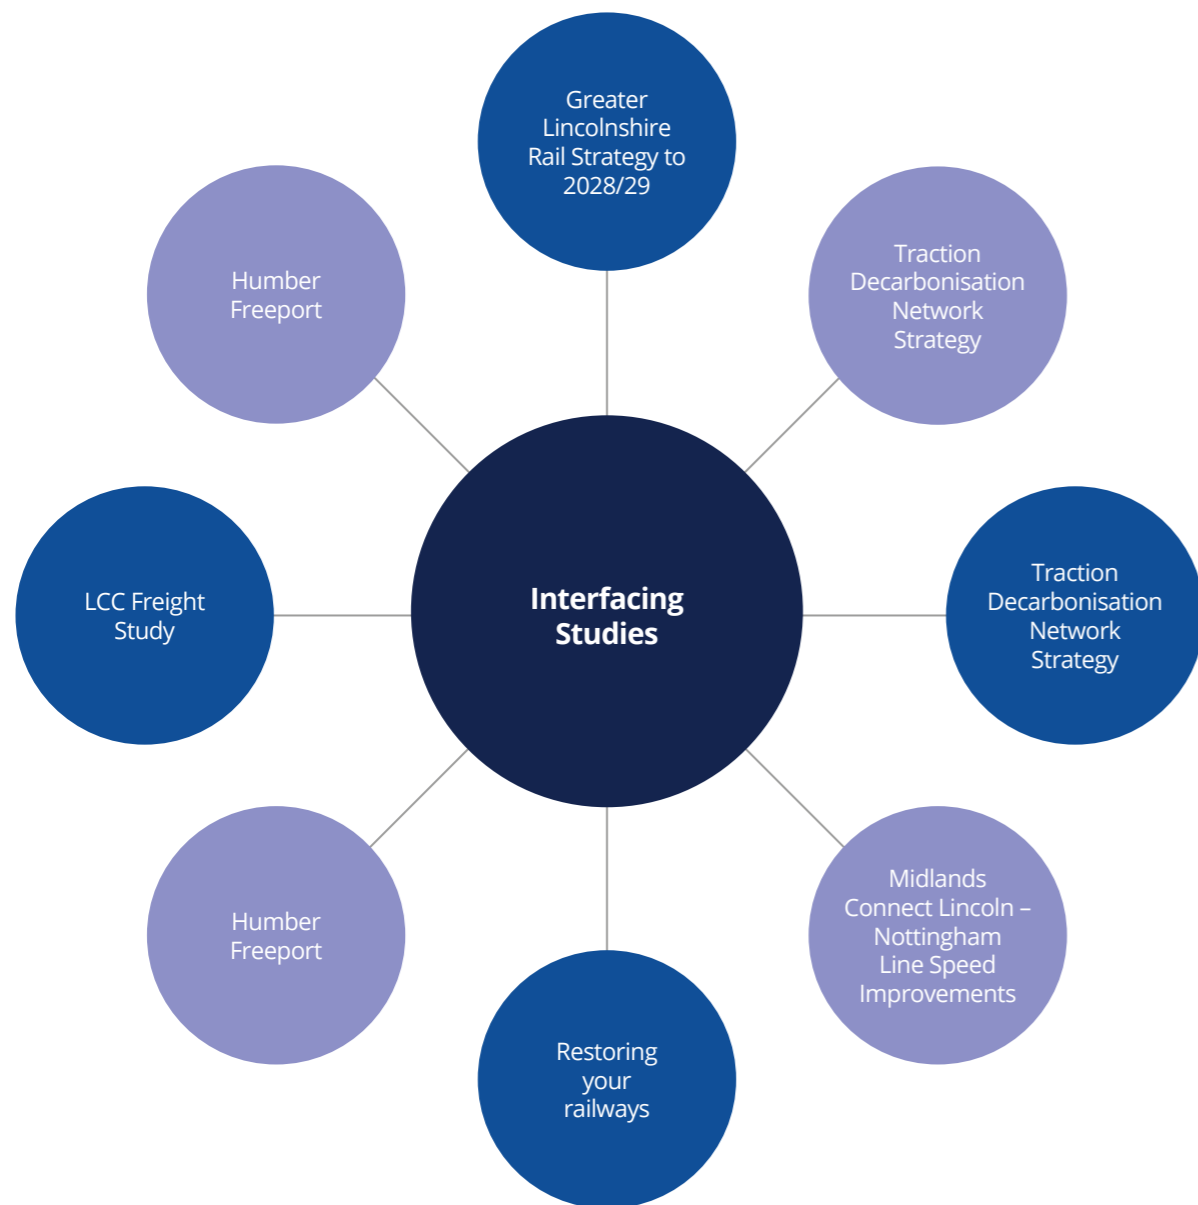 Greater
Lincolnshire
Rail Strategy to
2028/29
Humber
Freeport
Traction
Decarbonisation
Network
Strategy
LCC Freight
Study
Interfacing
Studies
Traction
Decarbonisation
Network
Strategy
Humber
Freeport
Midlands
Connect Lincoln –
Nottingham
Line Speed
Improvements
Restoring
your
railways